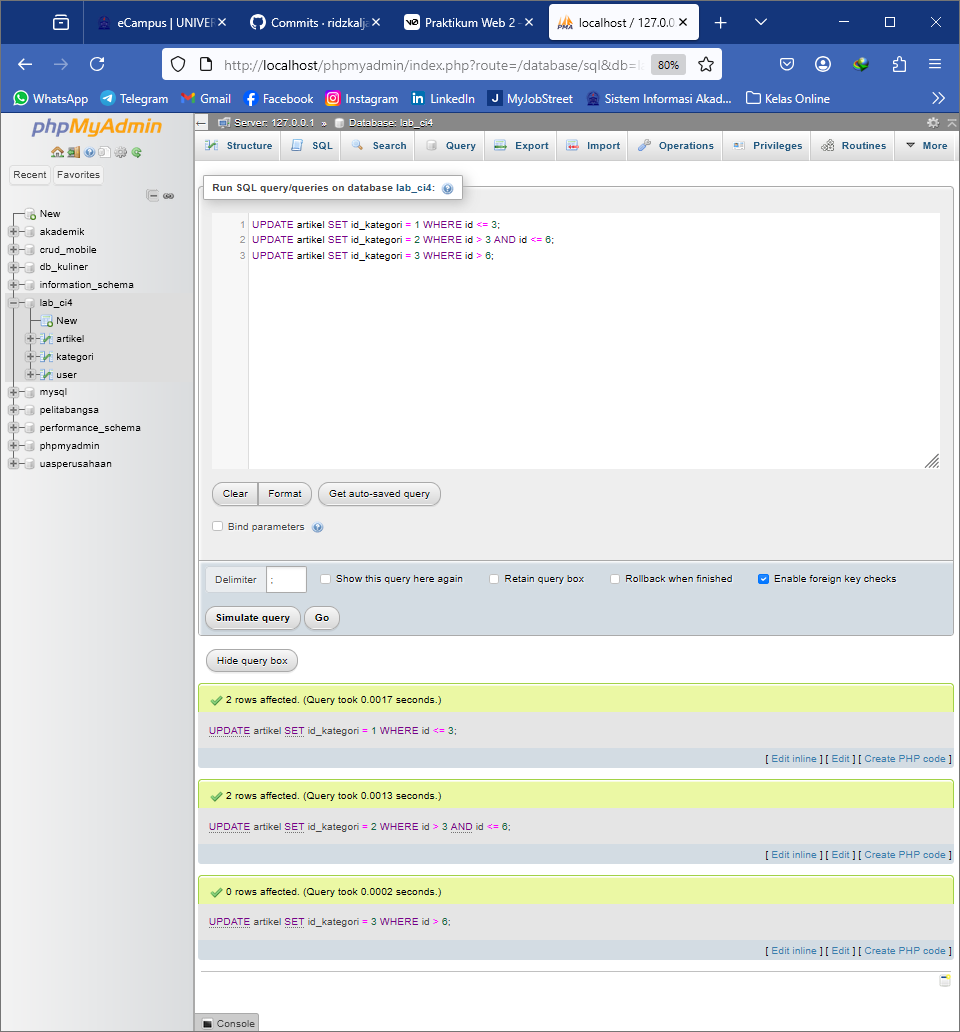 eCampus | UNIVER
Commits · ridzkalja
Praktikum Web 2 -
localhost / 127.0.0
http://localhost/phpmyadmin/index.php?route=/database/sql&db=l
80%
WhatsApp Telegram Gmail Facebook Instagram LinkedIn MyJobStreet Sistem Informasi Akad... Kelas Online
phpMyAdmin
Recent Favorites
New
akademik
crud_mobile
db_kuliner
information_schema
lab_ci4
New
artikel
kategori
user
mysql
pelitabangsa
performance_schema
phpmyadmin
uasperusahaan
Server: 127.0.0.1 » Database: lab_ci4
Structure SQL Search Query Export Import Operations Privileges Routines More
Run SQL query/queries on database lab_ci4:
1 UPDATE artikel SET id_kategori = 1 WHERE id <= 3;
2 UPDATE artikel SET id_kategori = 2 WHERE id > 3 AND id <= 6;
3 UPDATE artikel SET id_kategori = 3 WHERE id > 6;
Clear Format Get auto-saved query
Bind parameters
Delimiter ; Show this query here again Retain query box Rollback when finished Enable foreign key checks
Simulate query Go
Hide query box
2 rows affected. (Query took 0.0017 seconds.)
UPDATE artikel SET id_kategori = 1 WHERE id <= 3;
[ Edit inline ] [ Edit ] [ Create PHP code ]
2 rows affected. (Query took 0.0013 seconds.)
UPDATE artikel SET id_kategori = 2 WHERE id > 3 AND id <= 6;
[ Edit inline ] [ Edit ] [ Create PHP code ]
0 rows affected. (Query took 0.0002 seconds.)
UPDATE artikel SET id_kategori = 3 WHERE id > 6;
[ Edit inline ] [ Edit ] [ Create PHP code ]
Console